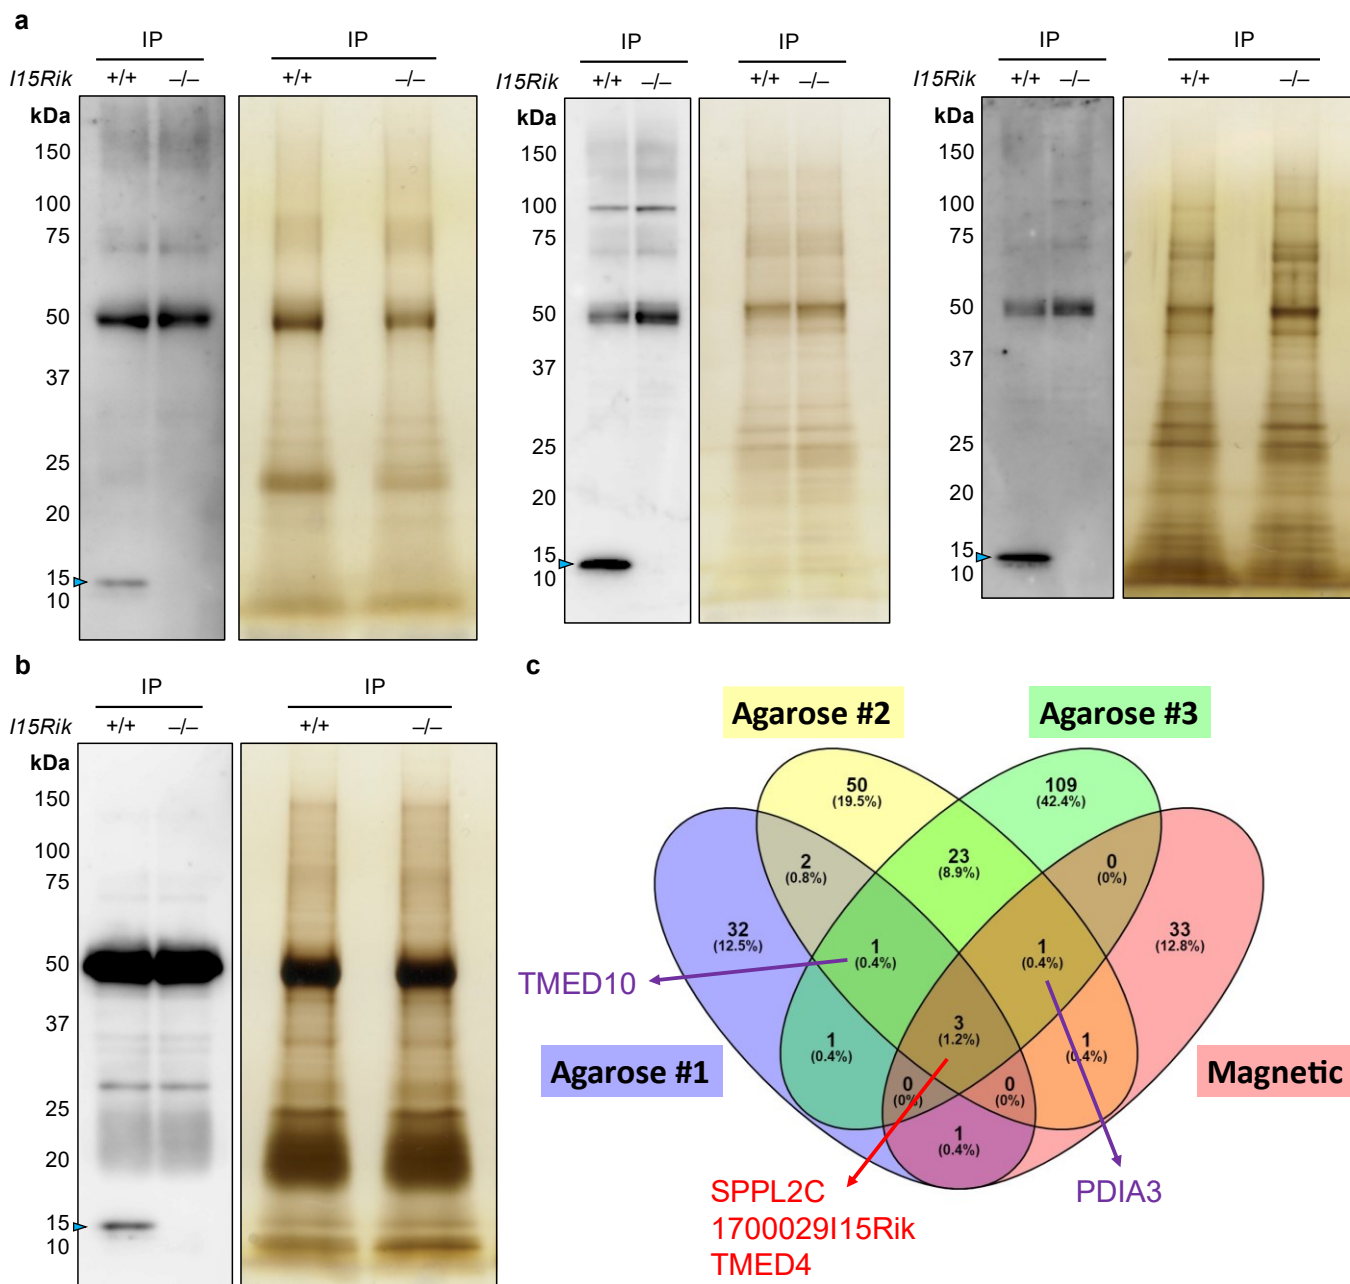 a
IP
IP
IP
IP
I15Rik +/+ –/– +/+ –/–
I15Rik +/+ –/– +/+ –/–
I15Rik +/+ –/– +/+ –/–
kDa
150
100
75
50
37
25
20
15
10
kDa
150
100
75
50
37
25
20
15
10
kDa
150
100
75
50
37
25
20
15
10
b
IP
IP
I15Rik +/+ –/– +/+ –/–
kDa
150
100
75
50
37
25
20
15
10
c
Agarose #2
Agarose #3
50
(19.5%)
109
(42.4%)
2
(0.8%)
23
(8.9%)
0
(0%)
32
(12.5%)
1
(0.4%)
1
(0.4%)
33
(12.8%)
TMED10
3
(1.2%)
1
(0.4%)
1
(0.4%)
Agarose #1
Magnetic
0
(0%)
0
(0%)
1
(0.4%)
SPPL2C
1700029I15Rik
TMED4
PDIA3